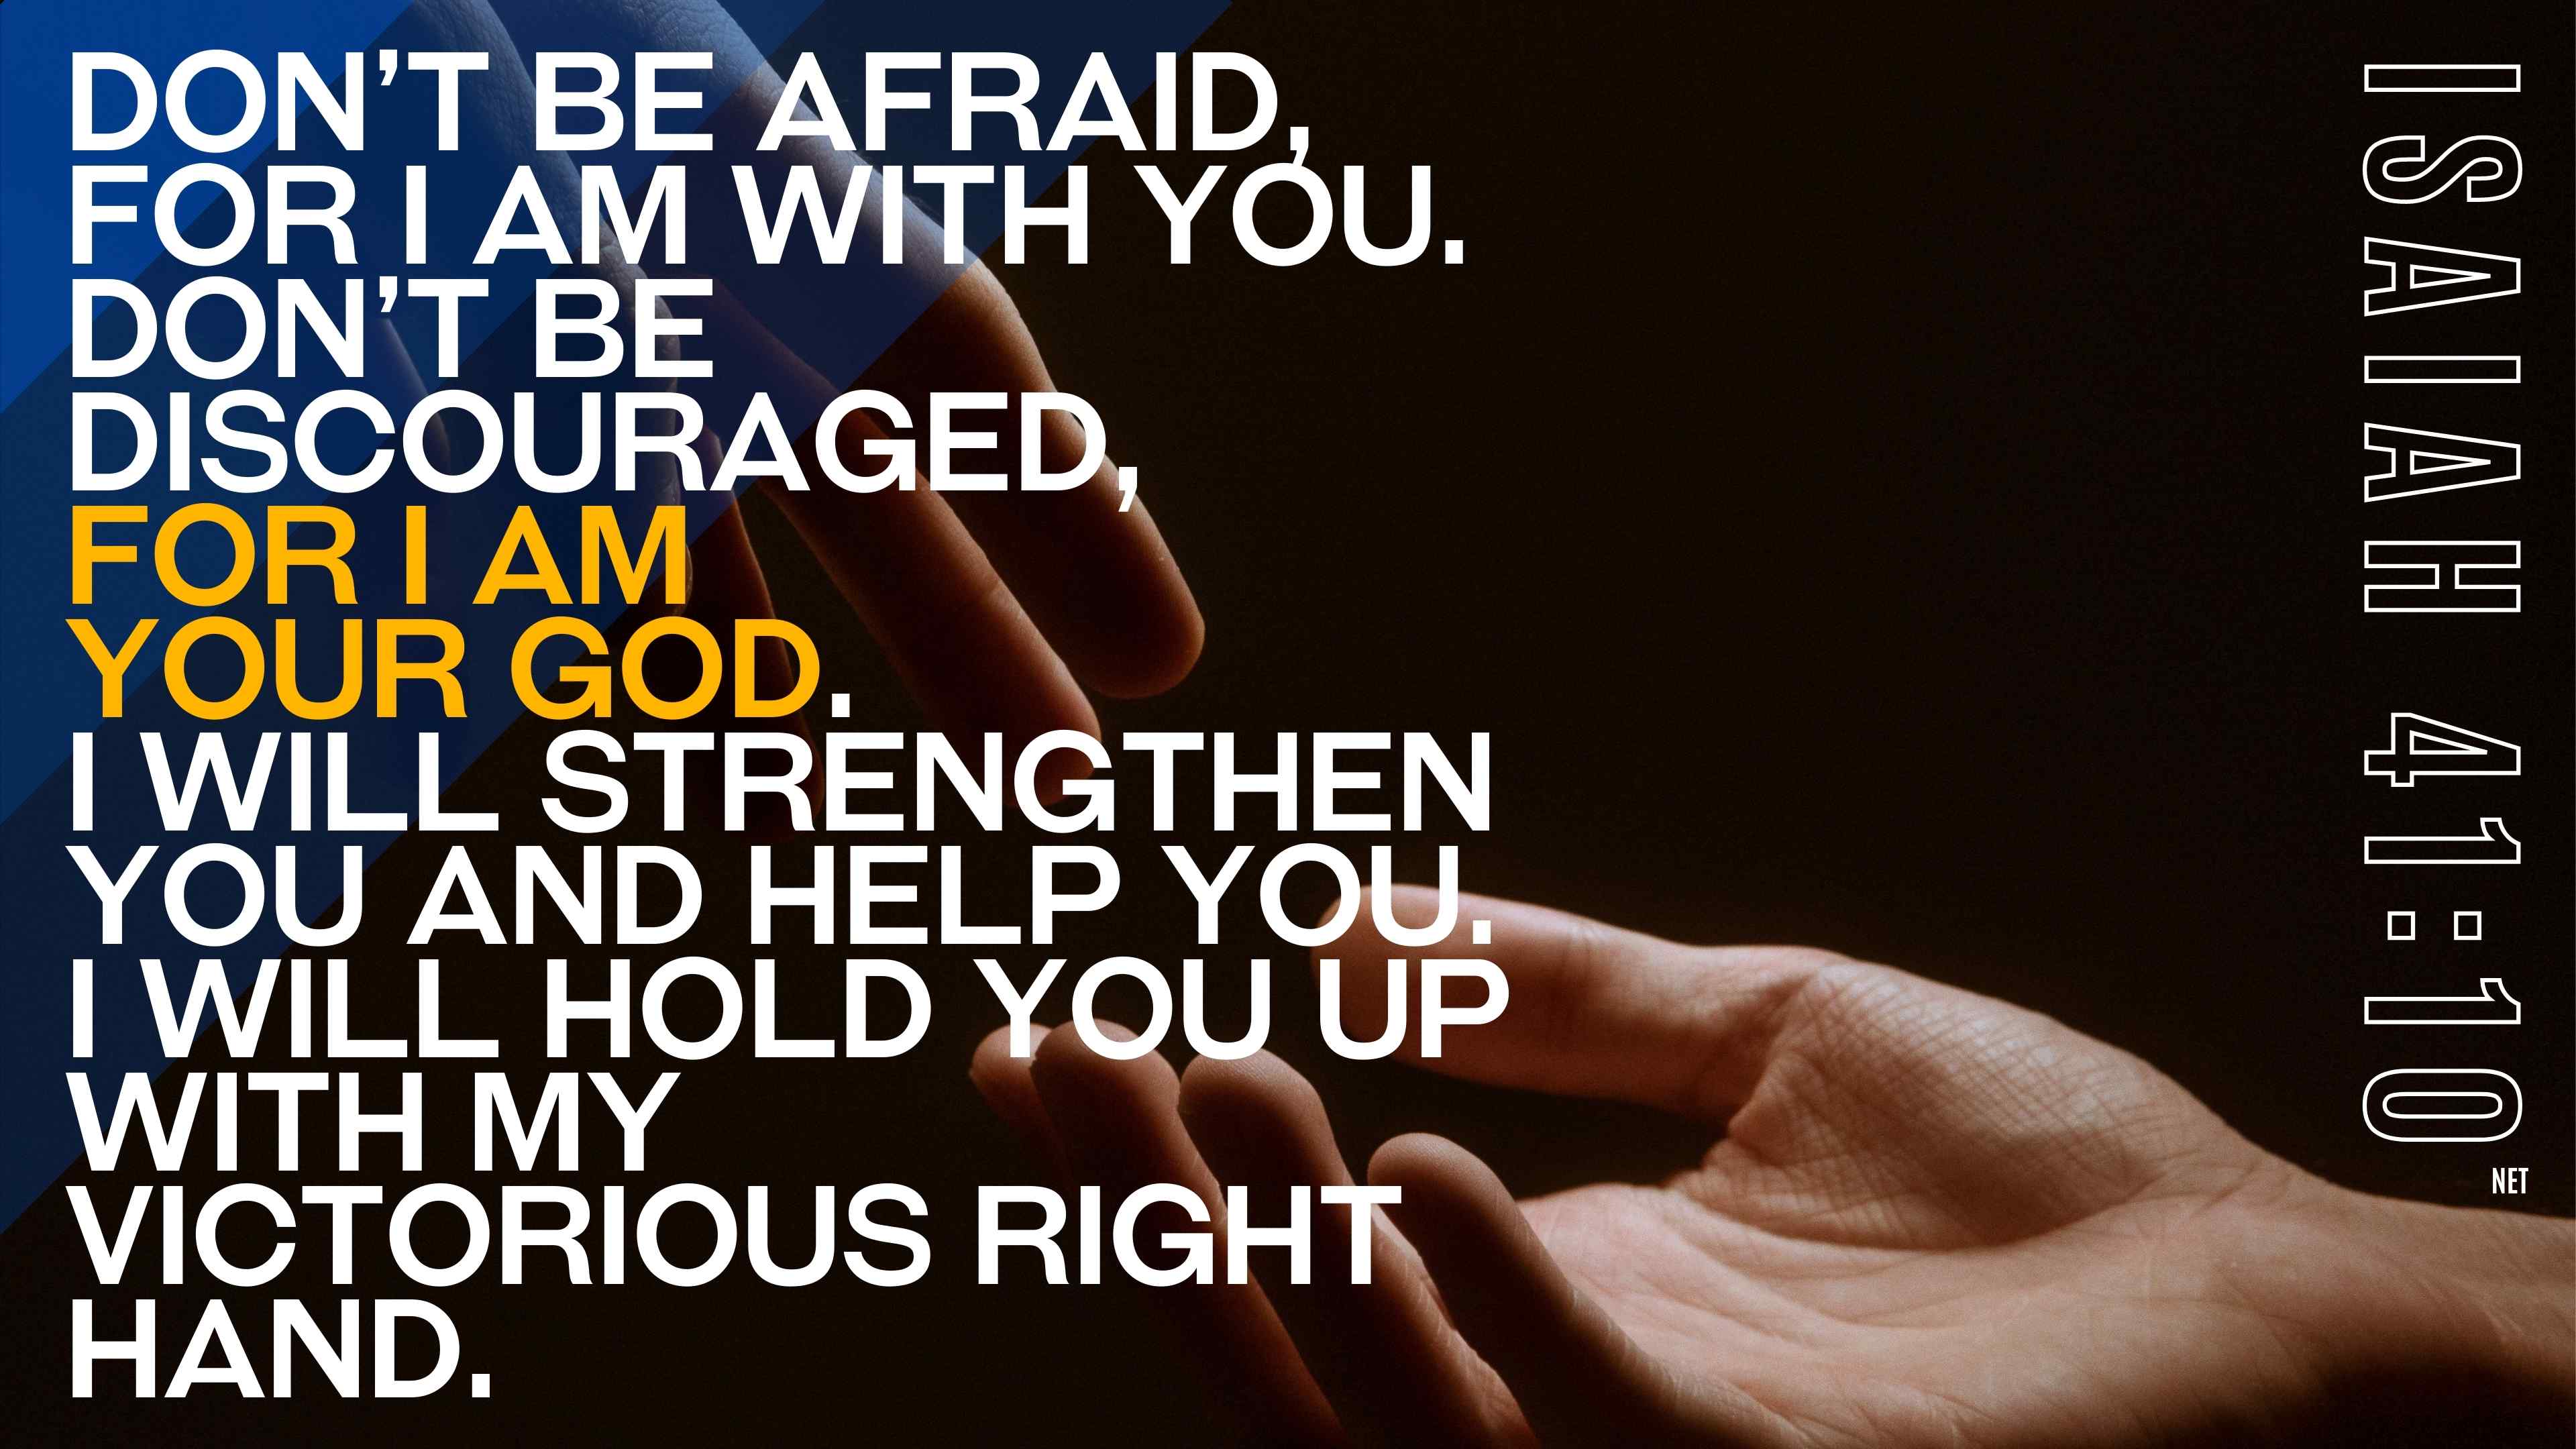 DON’T BE AFRAID,
FOR I AM WITH YOU.
DON’T BE
DISCOURAGED,
FOR I AM
YOUR GOD.
I WILL STRENGTHEN
YOU AND HELP YOU.
I WILL HOLD YOU UP
WITH MY
VICTORIOUS RIGHT
HAND.
ISAIAH 41:10
NET